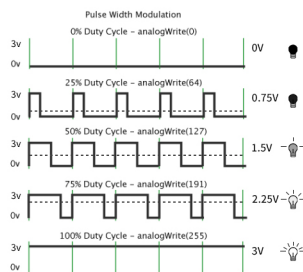 Pulse Width Modulation
0% Duty Cycle – analogWrite(0)
3v
0v
0V
25% Duty Cycle – analogWrite(64)
3v
0v
0.75V
50% Duty Cycle – analogWrite(127)
3v
0v
1.5V
75% Duty Cycle – analogWrite(191)
3v
0v
2.25V
100% Duty Cycle – analogWrite(255)
3v
0v
3V